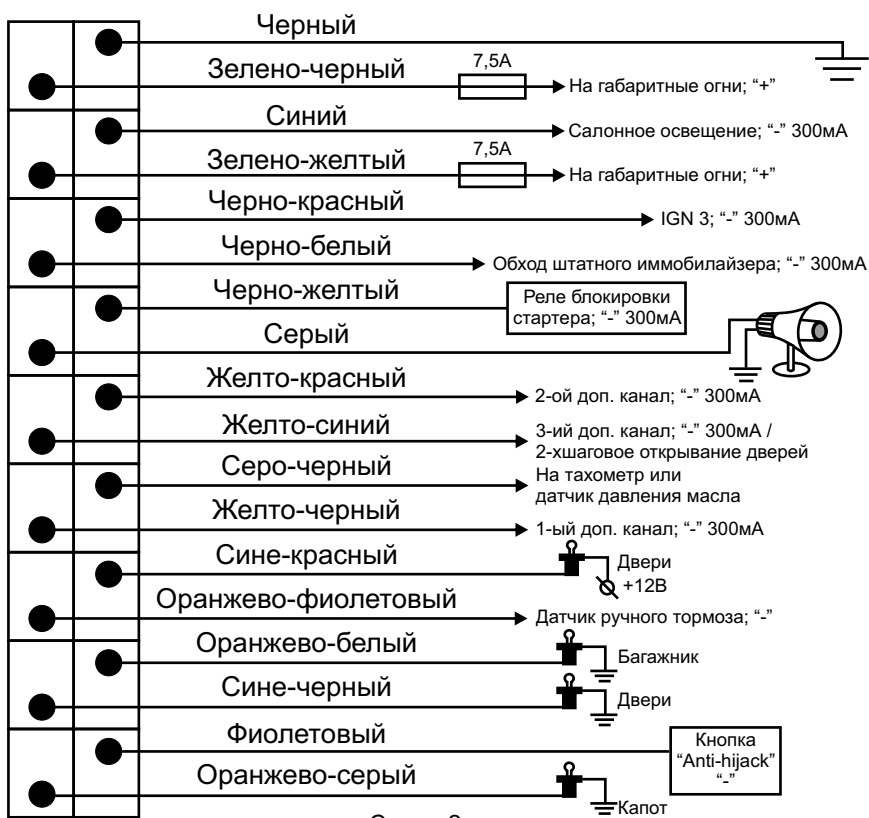 Черный
Зелено-черный
7,5А
На габаритные огни; “+”
Синий
Салонное освещение; “-” 300мА
Зелено-желтый
7,5А
На габаритные огни; “+”
Черно-красный
IGN 3; “-” 300мА
Черно-белый
Обход штатного иммобилайзера; “-” 300мА
Черно-желтый
Реле блокировки
стартера; “-” 300мА
Серый
Желто-красный
2-ой доп. канал; “-” 300мА
Желто-синий
3-ий доп. канал; “-” 300мА /
2-хшаговое открывание дверей
Серо-черный
На тахометр или
датчик давления масла
Желто-черный
1-ый доп. канал; “-” 300мА
Сине-красный
Двери
+12В
Оранжево-фиолетовый
Датчик ручного тормоза; “-”
Оранжево-белый
Багажник
Сине-черный
Двери
Фиолетовый
Кнопка
“Anti-hijack”
“-”
Оранжево-серый
Капот